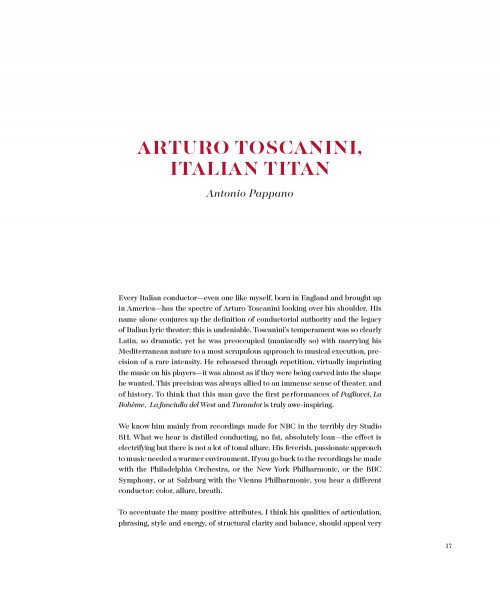 ARTURO TOSCANINI,
ITALIAN TITAN
Antonio Pappano
Every Italian conductor—even one like myself, born in England and brought up
in America—has the spectre of Arturo Toscanini looking over his shoulder. His
name alone conjures up the definition of conductorial authority and the legacy
of Italian lyric theater; this is undeniable. Toscanini's temperament was so clearly
Latin, so dramatic, yet he was preoccupied (maniacally so) with marrying his
Mediterranean nature to a most scrupulous approach to musical execution, pre-
cision of a rare intensity. He rehearsed through repetition, virtually imprinting
the music on his players—it was almost as if they were being carved into the shape
he wanted. This precision was always allied to an immense sense of theater, and
of history. To think that this man gave the first performances of Pagliacci, La
Bohème, La fanciulla del West and Turandot is truly awe-inspiring.
We know him mainly from recordings made for NBC in the terribly dry Studio
8H. What we hear is distilled conducting, no fat, absolutely lean—the effect is
electrifying but there is not a lot of tonal allure. His feverish, passionate approach
to music needed a warmer environment. If you go back to the recordings he made
with the Philadelphia Orchestra, or the New York Philharmonic, or the BBC
Symphony, or at Salzburg with the Vienna Philharmonic, you hear a different
conductor: color, allure, breath.
To accentuate the many positive attributes, I think his qualities of articulation,
phrasing, style and energy, of structural clarity and balance, should appeal very
17